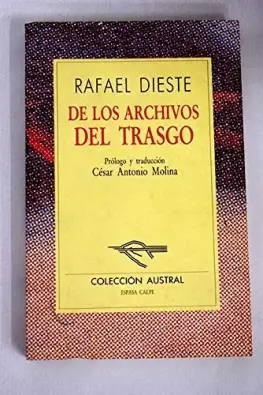 RAFAEL DIESTE
DE LOS ARCHIVOS
DEL TRASGO
Prólogo y traducción
César Antonio Molina
COLECCIÓN AUSTRAL
ESPASA CALPE